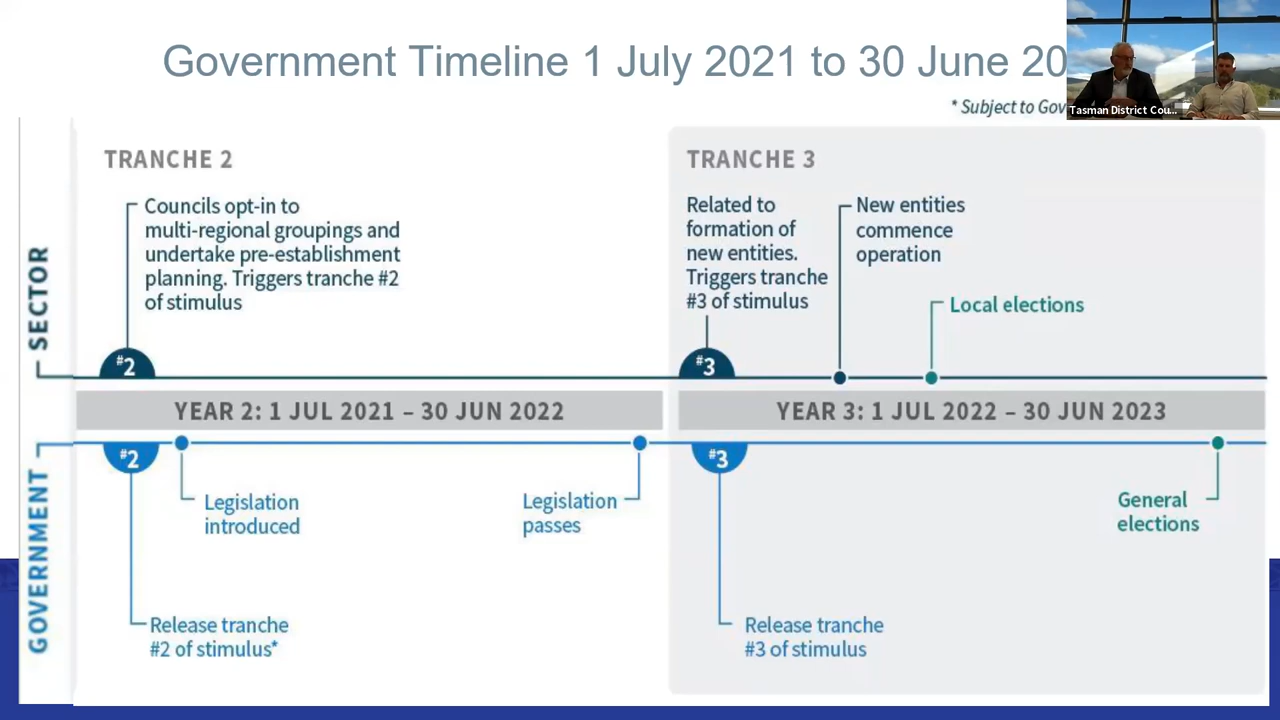 Government Timeline 1 July 2021 to 30 June 20
* Subject to Gov
Tasman District Cou...
TRANCHE 2
Councils opt-in to
multi-regional groupings and
undertake pre-establishment
planning. Triggers tranche #2
of stimulus
TRANCHE 3
Related to
formation of
new entities.
Triggers tranche
#3 of stimulus
New entities
commence
operation
Local elections
SECTOR
#2
#3
YEAR 2: 1 JUL 2021 – 30 JUN 2022
YEAR 3: 1 JUL 2022 – 30 JUN 2023
GOVERNMENT
#2
#3
Legislation
introduced
Legislation
passes
General
elections
Release tranche
#2 of stimulus*
Release tranche
#3 of stimulus